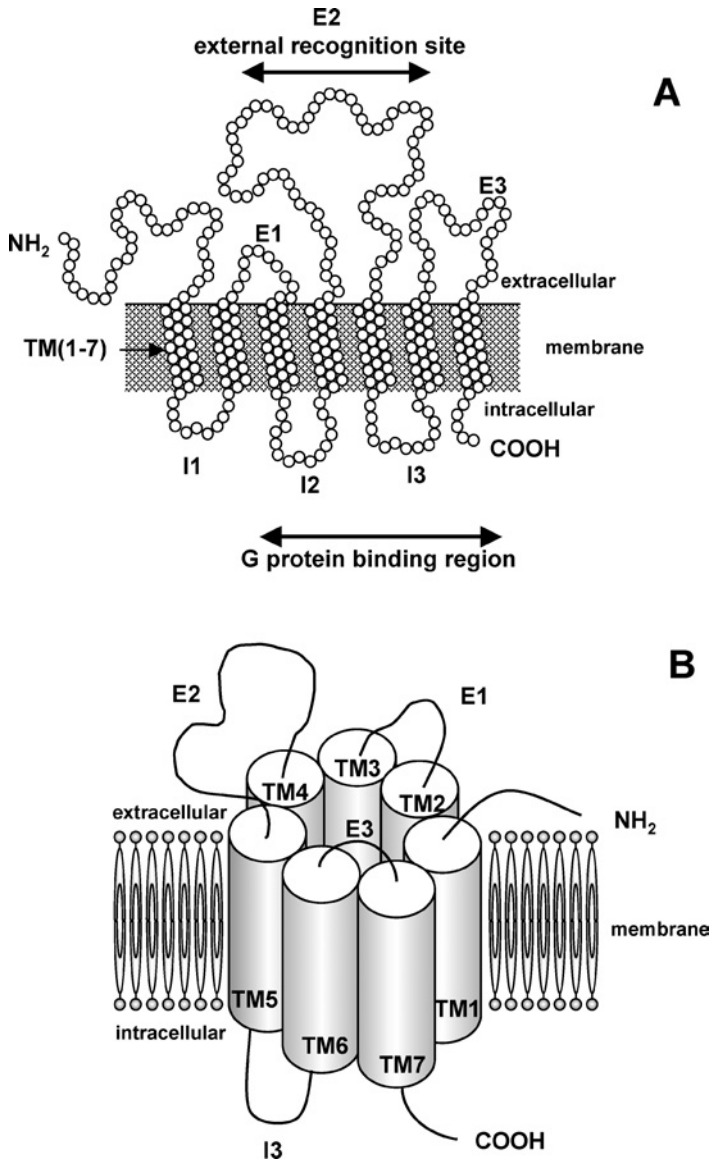 E2
external recognition site
A
E3
NH2
E1
extracellular
TM(1-7)
membrane
intracellular
I1
I2
I3
COOH
G protein binding region
B
E2
E1
TM3
TM4
TM2
extracellular
E3
NH2
membrane
TM5
TM1
intracellular
TM6
TM7
I3
COOH